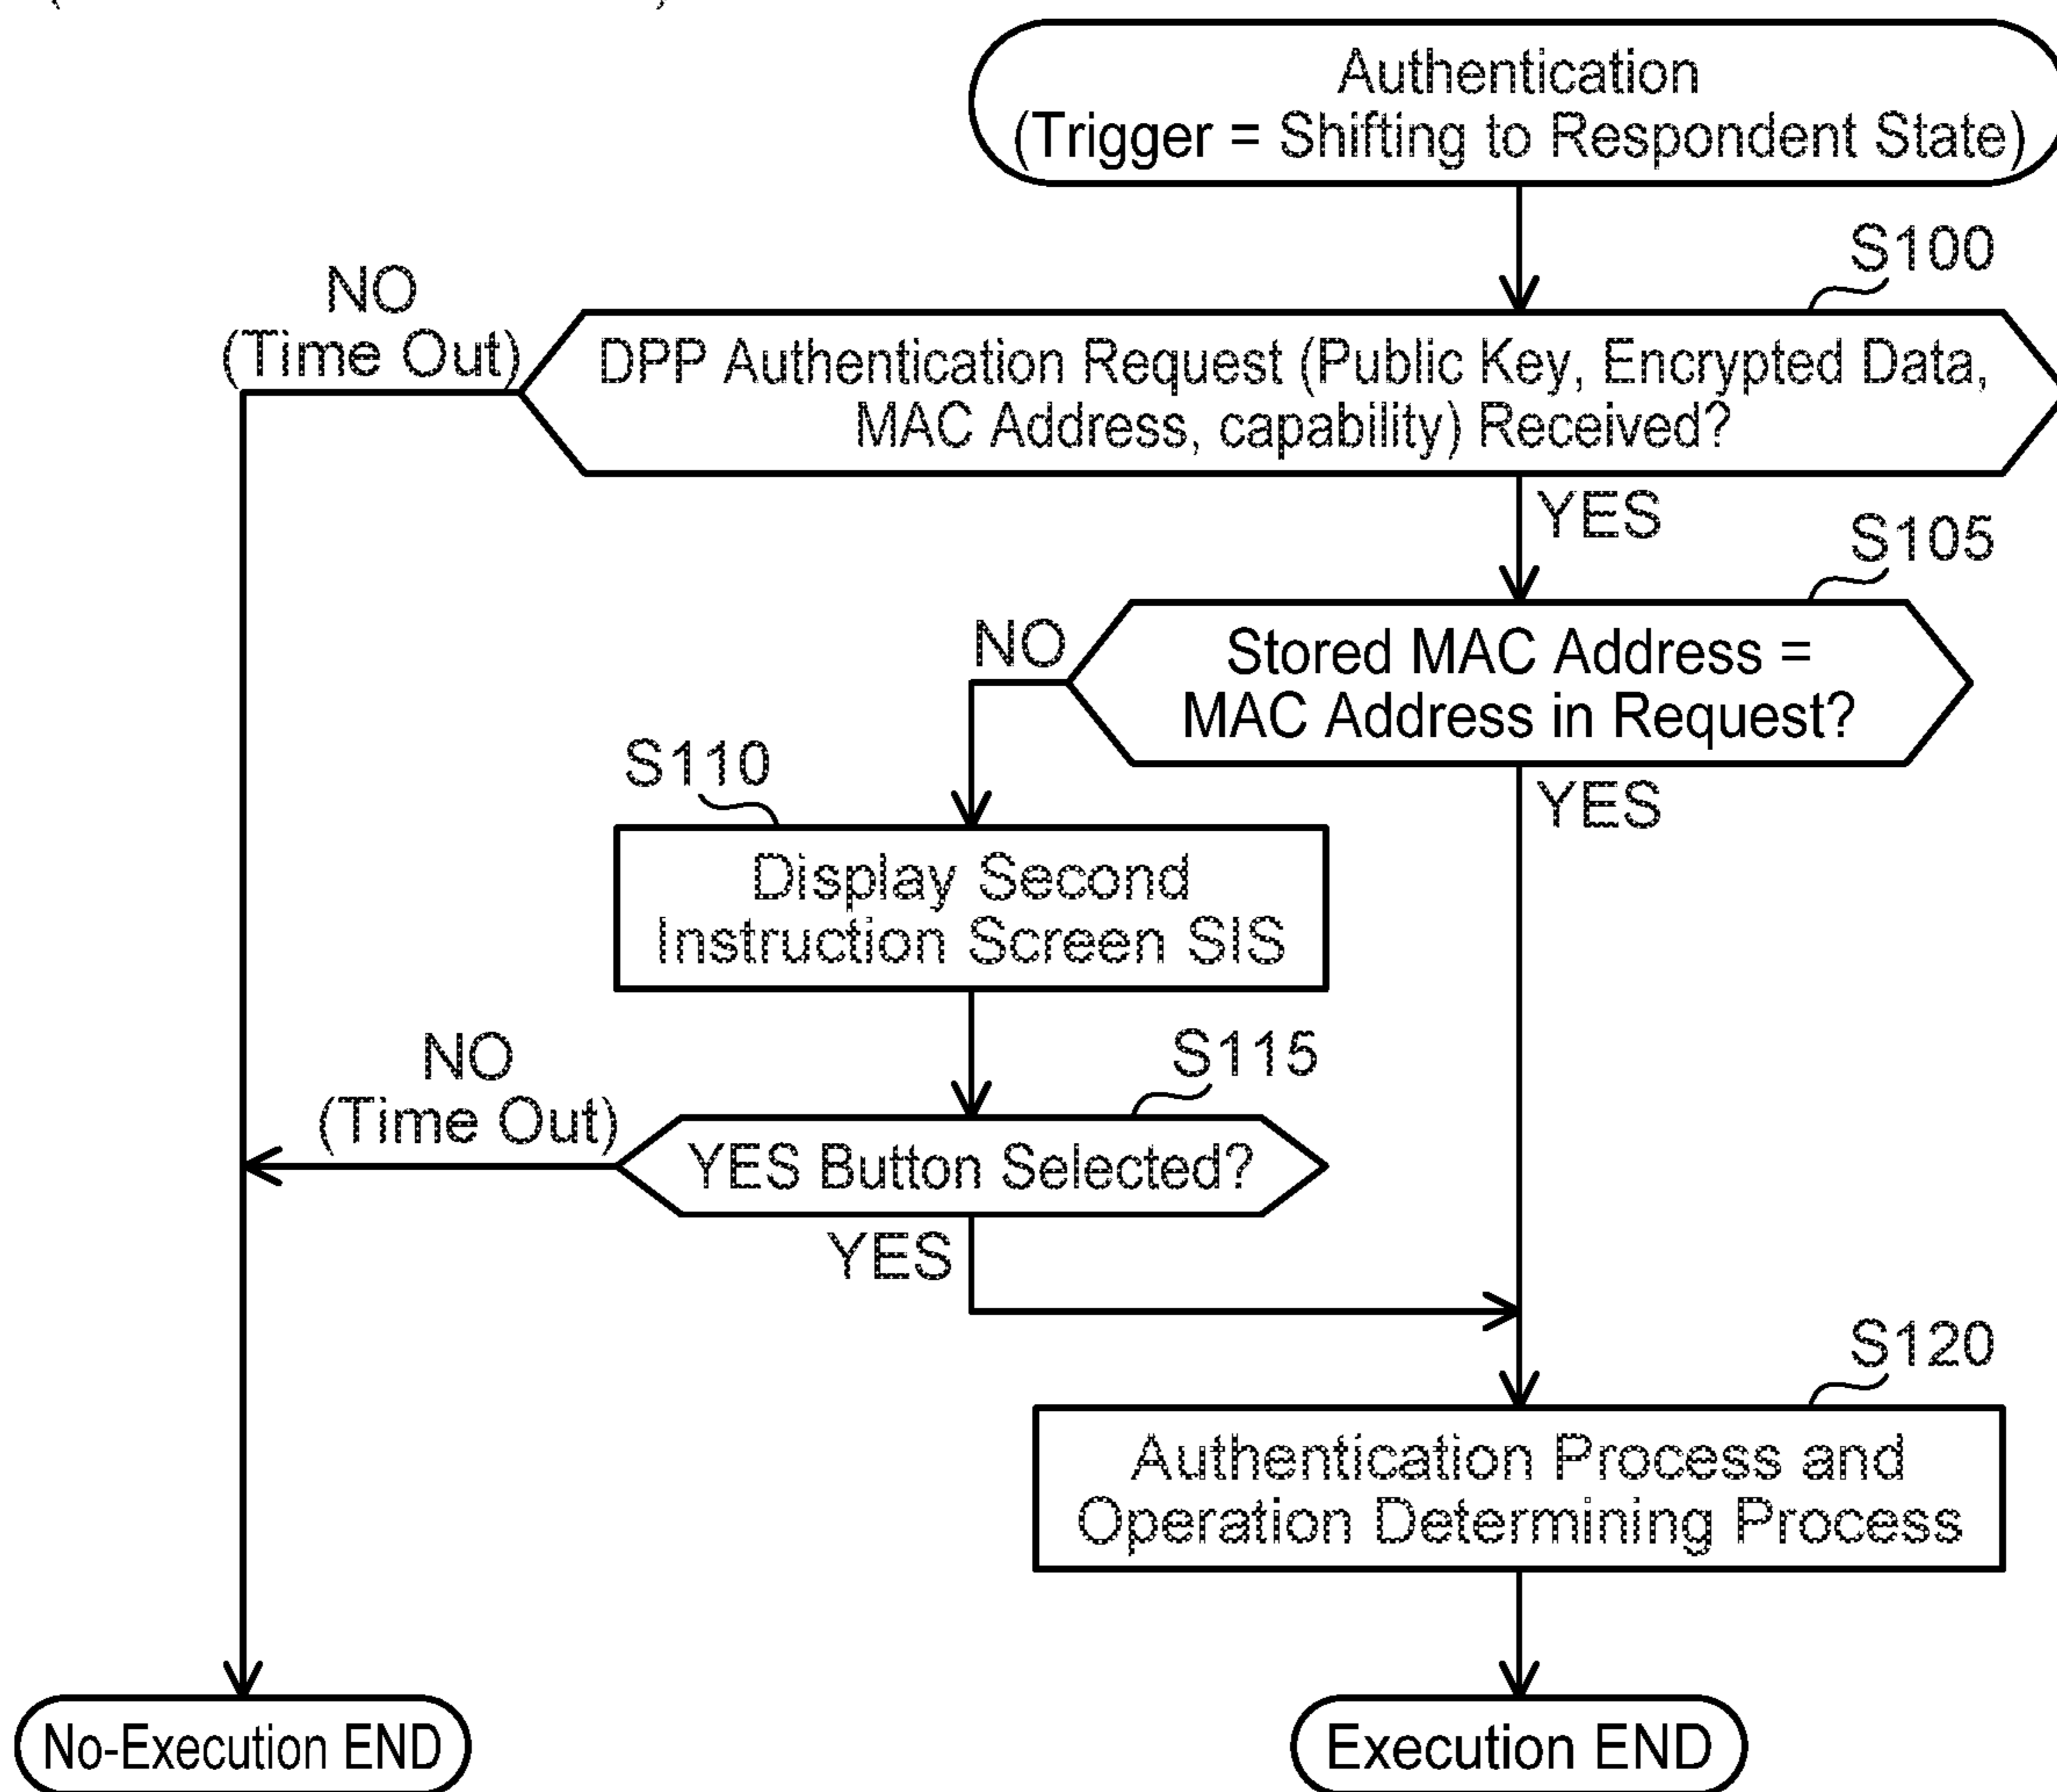 Authentication
(Trigger = Shifting to Respondent State)
S100
NO
(Time Out)
DPP Authentication Request (Public Key, Encrypted Data,
MAC Address, capability) Received?
YES
S105
NO
Stored MAC Address =
MAC Address in Request?
S110
YES
Display Second
Instruction Screen SIS
NO
(Time Out)
S115
YES Button Selected?
YES
S120
Authentication Process and
Operation Determining Process
No-Execution END
Execution END